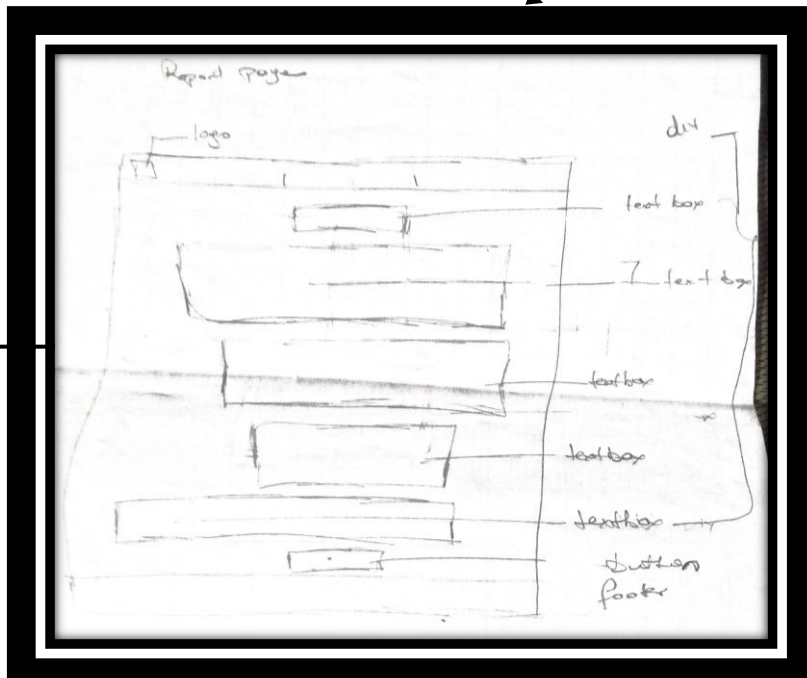 Report page
logo
div
text box
text box
textbox
textbox
textbox
button
footer